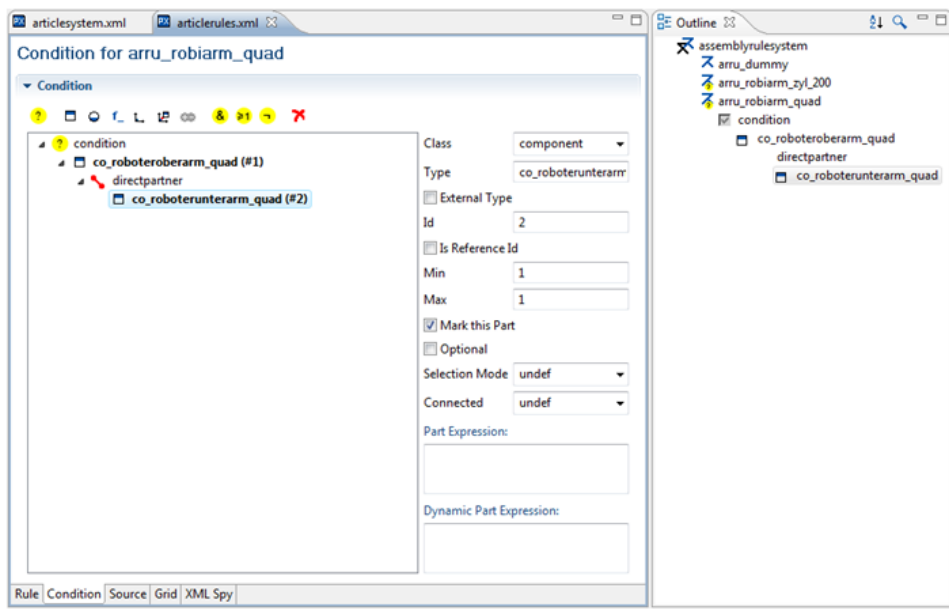 articlesystem.xml
articlerules.xml
Condition for arru_robiarm_quad
Condition
? f_ & ≥1 ¬
? condition
co_roboteroberarm_quad (#1)
directpartner
co_roboterunterarm_quad (#2)
Class component
Type co_roboterunterarm
External Type
Id 2
Is Reference Id
Min 1
Max 1
Mark this Part
Optional
Selection Mode undef
Connected undef
Part Expression:
Dynamic Part Expression:
Rule Condition Source Grid XML Spy
Outline
assemblyrulesystem
arru_dummy
arru_robiarm_zyl_200
arru_robiarm_quad
condition
co_roboteroberarm_quad
directpartner
co_roboterunterarm_quad